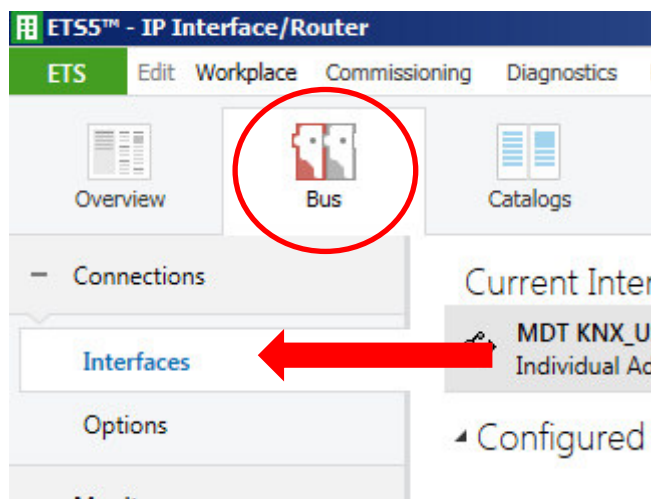 ETS5™ - IP Interface/Router
ETS Edit Workplace Commissioning Diagnostics
Overview Bus Catalogs
Connections
Current Inter
MDT KNX_U
Interfaces
Individual Ad
Options
Configured